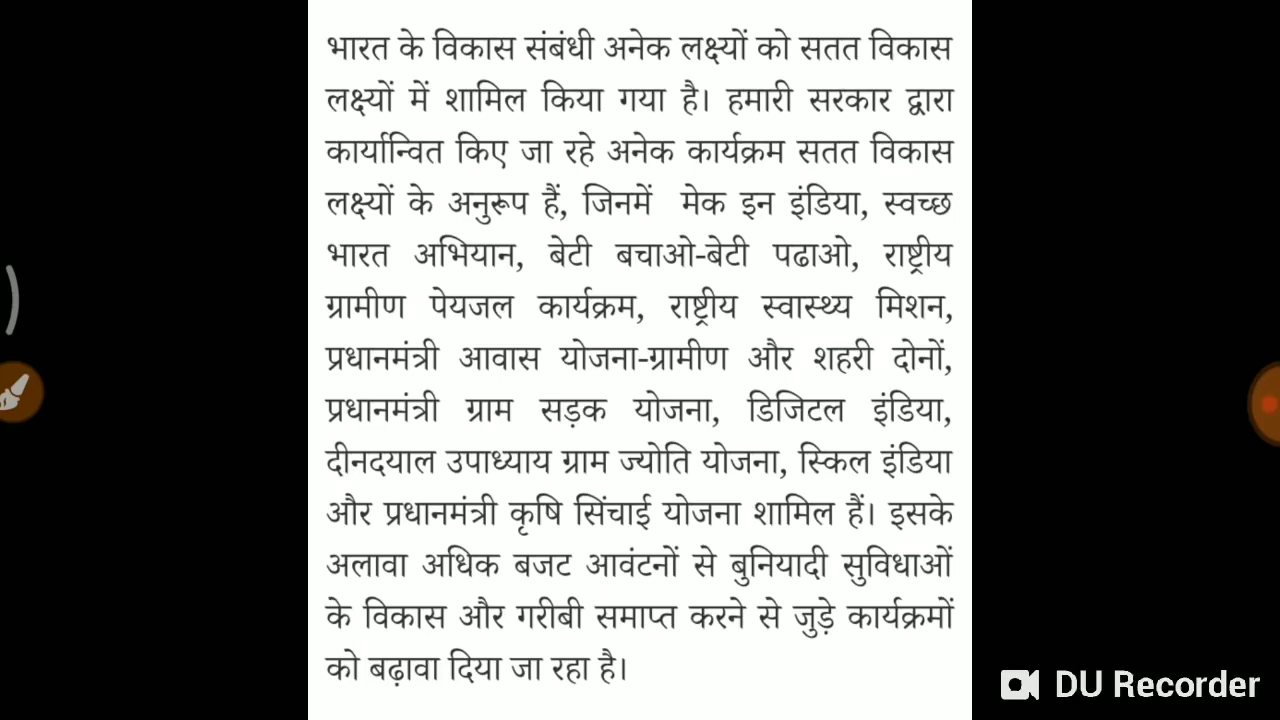 भारत के विकास संबंधी अनेक लक्ष्यों को सतत विकास
लक्ष्यों में शामिल किया गया है। हमारी सरकार द्वारा
कार्यान्वित किए जा रहे अनेक कार्यक्रम सतत विकास
लक्ष्यों के अनुरूप हैं, जिनमें मेक इन इंडिया, स्वच्छ
भारत अभियान, बेटी बचाओ-बेटी पढाओ, राष्ट्रीय
ग्रामीण पेयजल कार्यक्रम, राष्ट्रीय स्वास्थ्य मिशन,
प्रधानमंत्री आवास योजना-ग्रामीण और शहरी दोनों,
प्रधानमंत्री ग्राम सड़क योजना, डिजिटल इंडिया,
दीनदयाल उपाध्याय ग्राम ज्योति योजना, स्किल इंडिया
और प्रधानमंत्री कृषि सिंचाई योजना शामिल हैं। इसके
अलावा अधिक बजट आवंटनों से बुनियादी सुविधाओं
के विकास और गरीबी समाप्त करने से जुड़े कार्यक्रमों
को बढ़ावा दिया जा रहा है।
DU Recorder